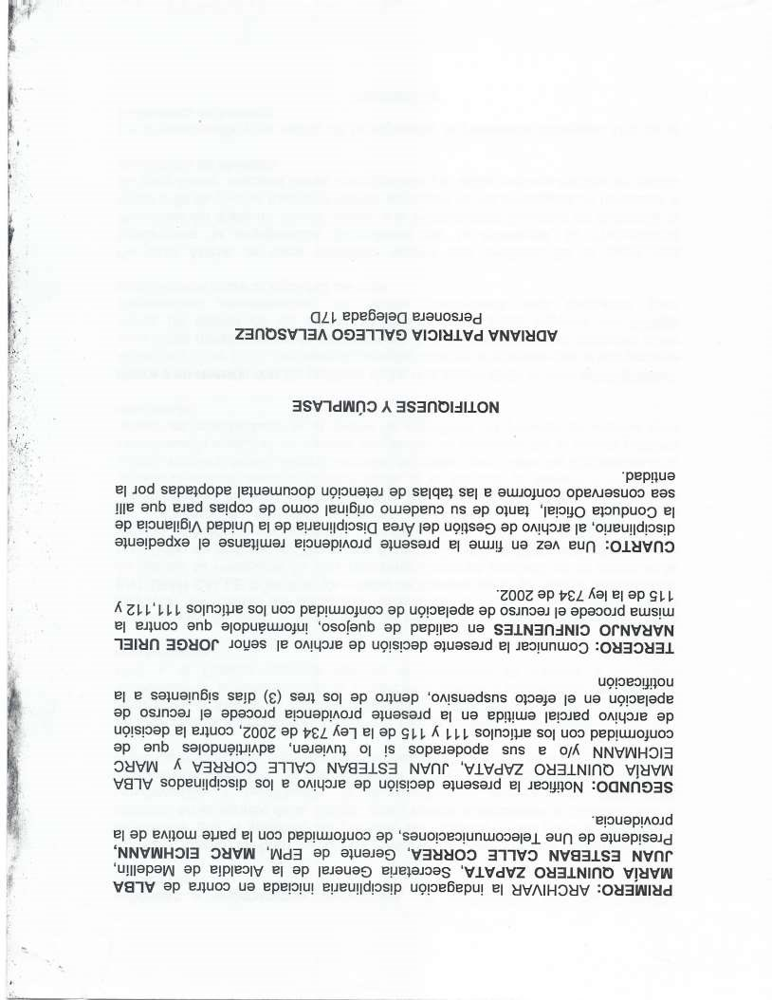 PRIMERO: ARCHIVAR la indagación disciplinaria iniciada en contra de ALBA
MARÍA QUINTERO ZAPATA, Secretaria General de la Alcaldía de Medellín,
JUAN ESTEBAN CALLE CORREA, Gerente de EPM, MARC EICHMANN,
Presidente de Une Telecomunicaciones, de conformidad con la parte motiva de la
providencia.
SEGUNDO: Notificar la presente decisión de archivo a los disciplinados ALBA
MARÍA QUINTERO ZAPATA, JUAN ESTEBAN CALLE CORREA y MARC
EICHMANN y/o a sus apoderados si lo tuvieren, advirtiéndoles que de
conformidad con los artículos 111 y 115 de la Ley 734 de 2002, contra la decisión
de archivo parcial emitida en la presente providencia procede el recurso de
apelación en el efecto suspensivo, dentro de los tres (3) días siguientes a la
notificación
TERCERO: Comunicar la presente decisión de archivo al señor JORGE URIEL
NARANJO CINFUENTES en calidad de quejoso, informándole que contra la
misma procede el recurso de apelación de conformidad con los artículos 111,112 y
115 de la ley 734 de 2002.
CUARTO: Una vez en firme la presente providencia remítanse el expediente
disciplinario, al archivo de Gestión del Área Disciplinaria de la Unidad Vigilancia de
la Conducta Oficial, tanto de su cuaderno original como de copias para que allí
sea conservado conforme a las tablas de retención documental adoptadas por la
entidad.
NOTIFIQUESE Y CÚMPLASE
ADRIANA PATRICIA GALLEGO VELASQUEZ
Personera Delegada 17D